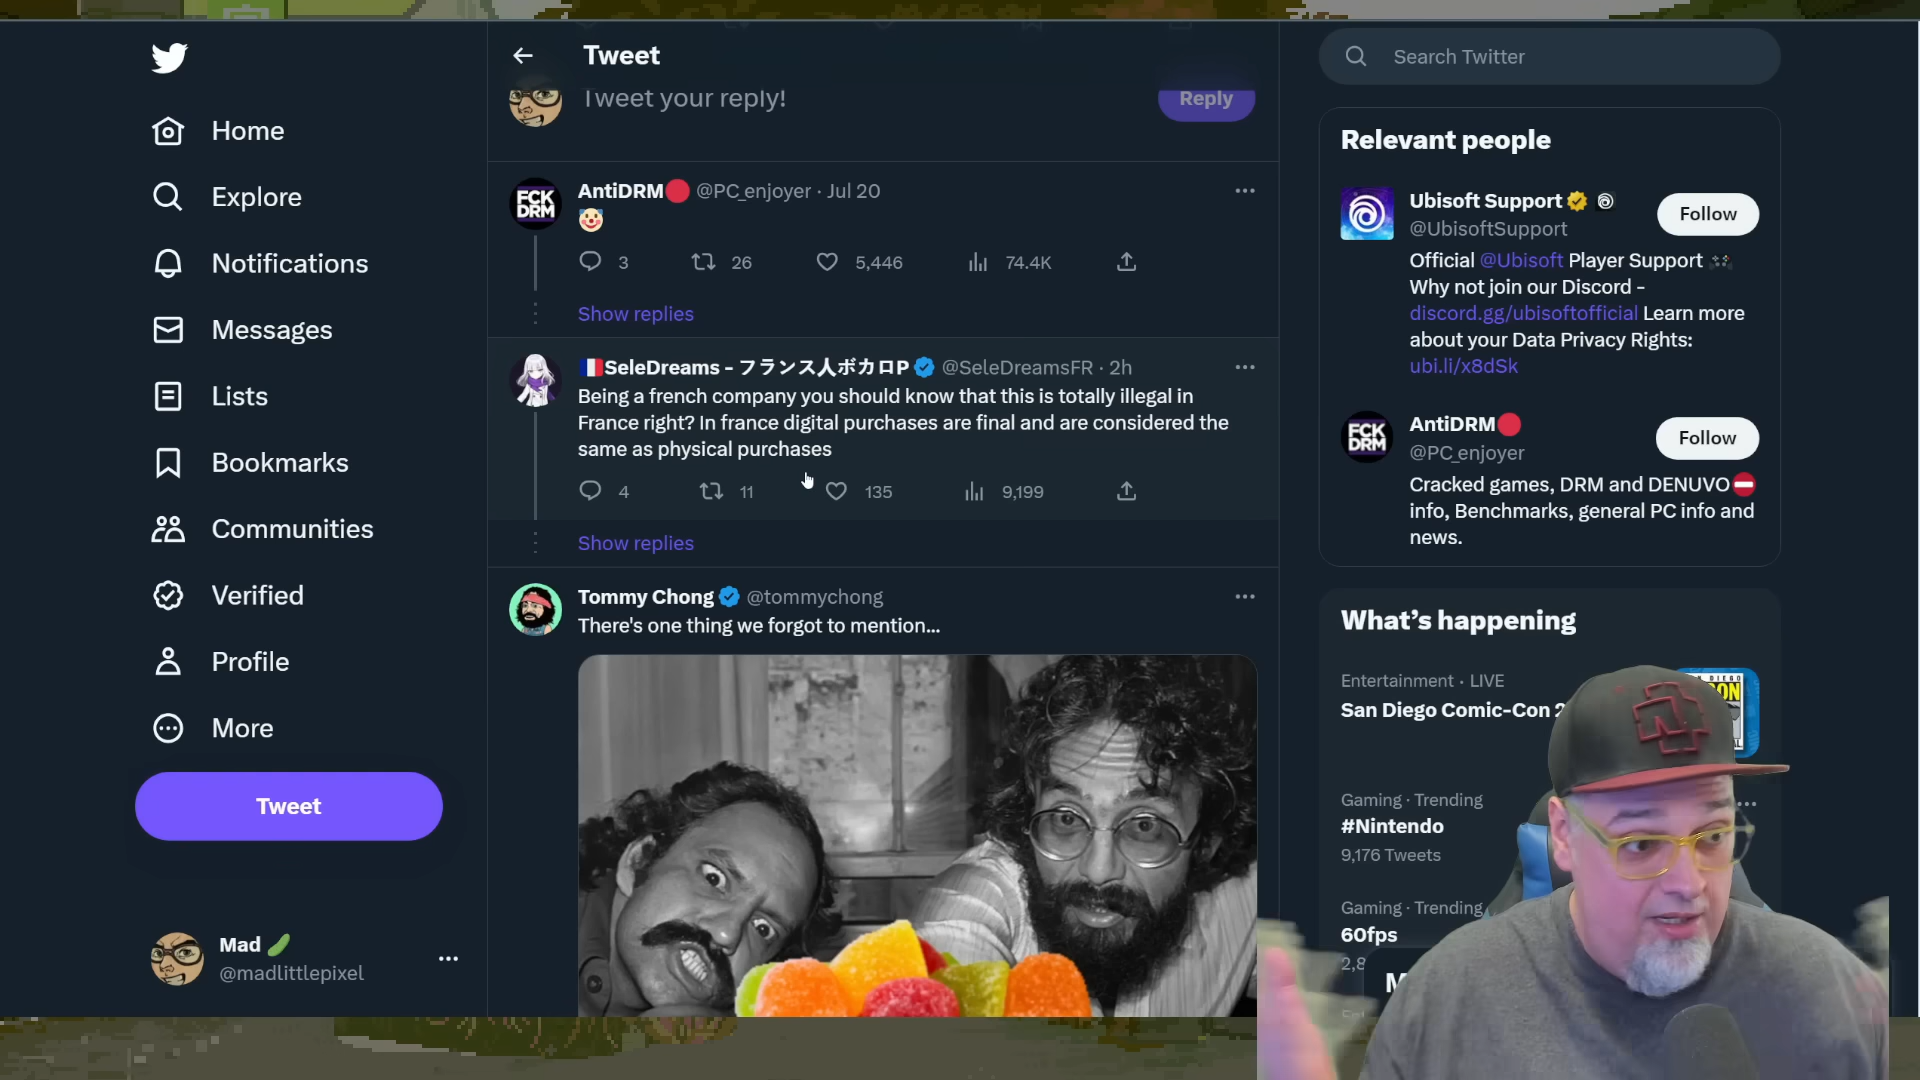 Home
Explore
Notifications
Messages
Lists
Bookmarks
Communities
Verified
Profile
More
Tweet
Mad
@madlittlepixel
Tweet
Tweet your reply!
Reply
FCK
DRM
AntiDRM @PC_enjoyer · Jul 20
3 26 5,446 74.4K
Show replies
SeleDreams - フランス人ボカロP @SeleDreamsFR · 2h
Being a french company you should know that this is totally illegal in
France right? In france digital purchases are final and are considered the
same as physical purchases
4 11 135 9,199
Show replies
Tommy Chong @tommychong
There's one thing we forgot to mention...
Search Twitter
Relevant people
Ubisoft Support
@UbisoftSupport
Follow
Official @Ubisoft Player Support
Why not join our Discord -
discord.gg/ubisoftofficial Learn more
about your Data Privacy Rights:
ubi.li/x8dSk
FCK
DRM
AntiDRM
@PC_enjoyer
Follow
Cracked games, DRM and DENUVO
info, Benchmarks, general PC info and
news.
What's happening
Entertainment · LIVE
San Diego Comic-Con
Gaming · Trending
#Nintendo
9,176 Tweets
Gaming · Trending
60fps